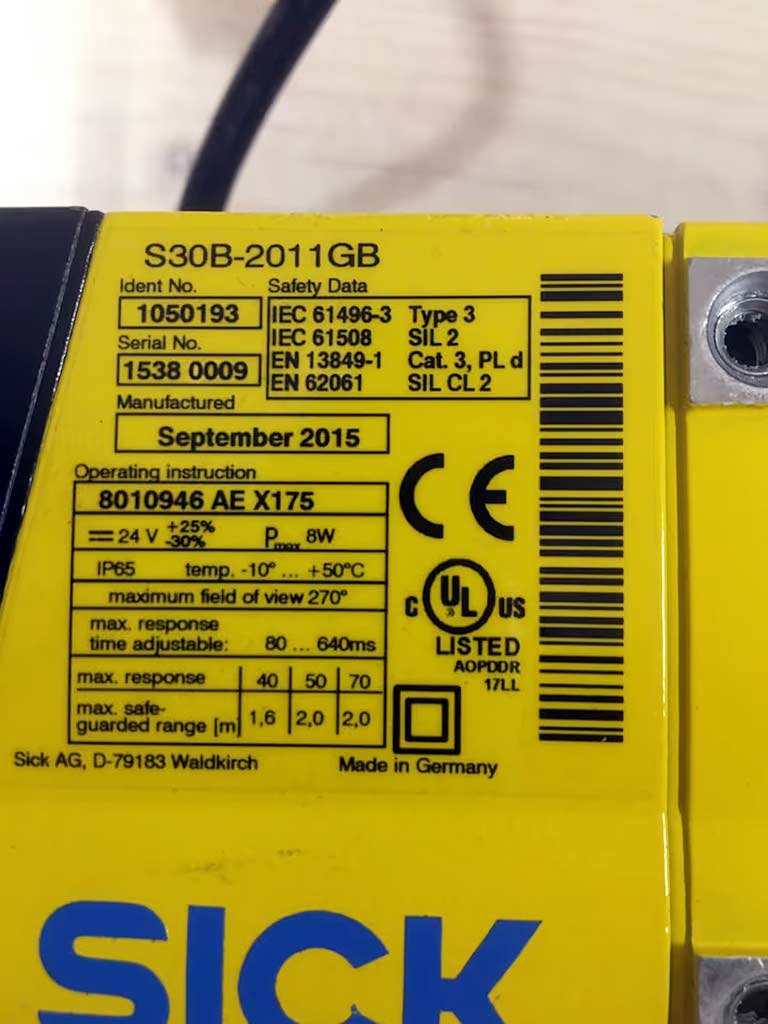 S30B-2011GB
Ident No.
1050193
Serial No.
1538 0009
Safety Data
IEC 61496-3 Type 3
IEC 61508 SIL 2
EN 13849-1 Cat. 3, PL d
EN 62061 SIL CL 2
Manufactured
September 2015
Operating instruction
8010946 AE X175
24 V +25% -30% Pmax 8W
IP65 temp. -10° ... +50°C
maximum field of view 270°
max. response
time adjustable: 80 ... 640ms
max. response 40 50 70
max. safe-
guarded range [m] 1,6 2,0 2,0
CE
C UL US
LISTED
AOPDDR
17LL
Sick AG, D-79183 Waldkirch
Made in Germany
SICK